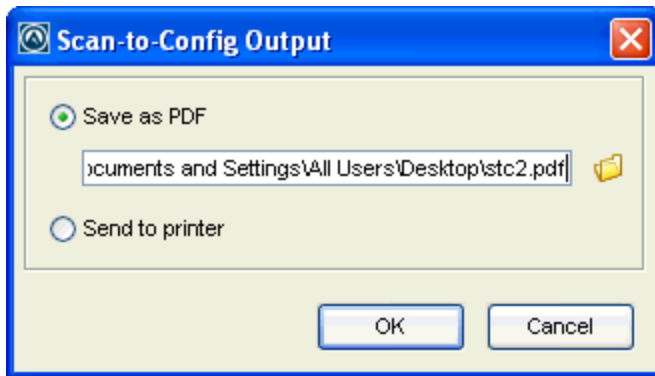 Scan-to-Config Output
Save as PDF
ocuments and Settings\All Users\Desktop\stc2.pdf
Send to printer
OK
Cancel